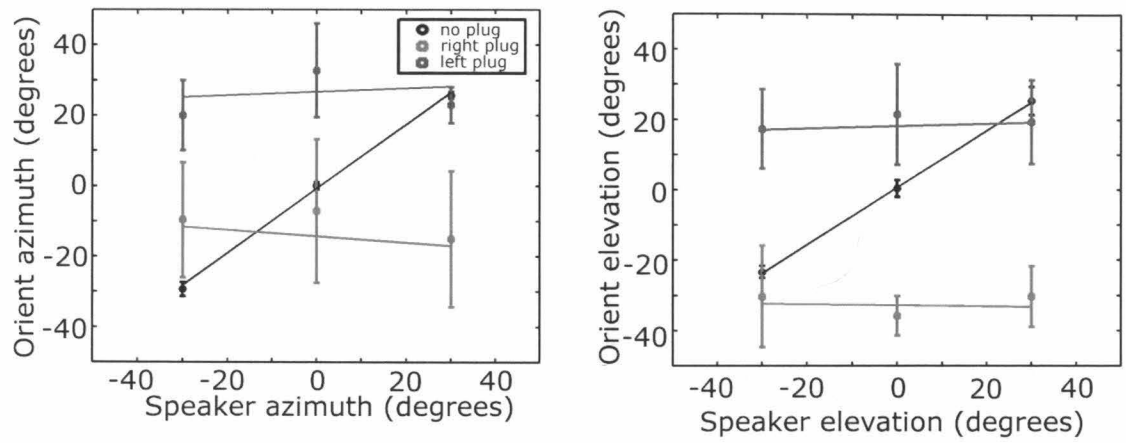 40
20
0
-20
-40
Orient azimuth (degrees)
no plug
right plug
left plug
-40 -20 0 20 40
Speaker azimuth (degrees)
40
20
0
-20
-40
Orient elevation (degrees)
-40 -20 0 20 40
Speaker elevation (degrees)